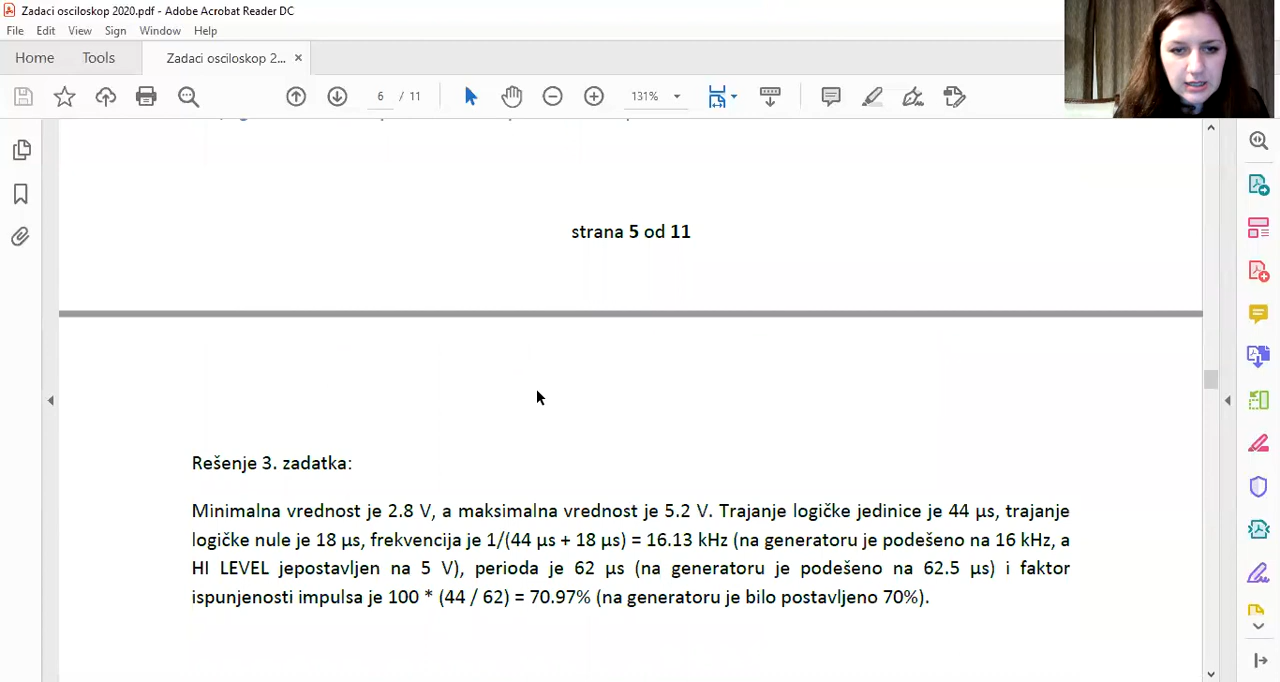 Zadaci osciloskop 2020.pdf - Adobe Acrobat Reader DC
File Edit View Sign Window Help
Home Tools Zadaci osciloskop 2... ×
6 / 11 131%
strana 5 od 11
Rešenje 3. zadatka:
Minimalna vrednost je 2.8 V, a maksimalna vrednost je 5.2 V. Trajanje logičke jedinice je 44 µs, trajanje
logičke nule je 18 µs, frekvencija je 1/(44 µs + 18 µs) = 16.13 kHz (na generatoru je podešeno na 16 kHz, a
HI LEVEL jepostavljen na 5 V), perioda je 62 µs (na generatoru je podešeno na 62.5 µs) i faktor
ispunjenosti impulsa je 100 * (44 / 62) = 70.97% (na generatoru je bilo postavljeno 70%).